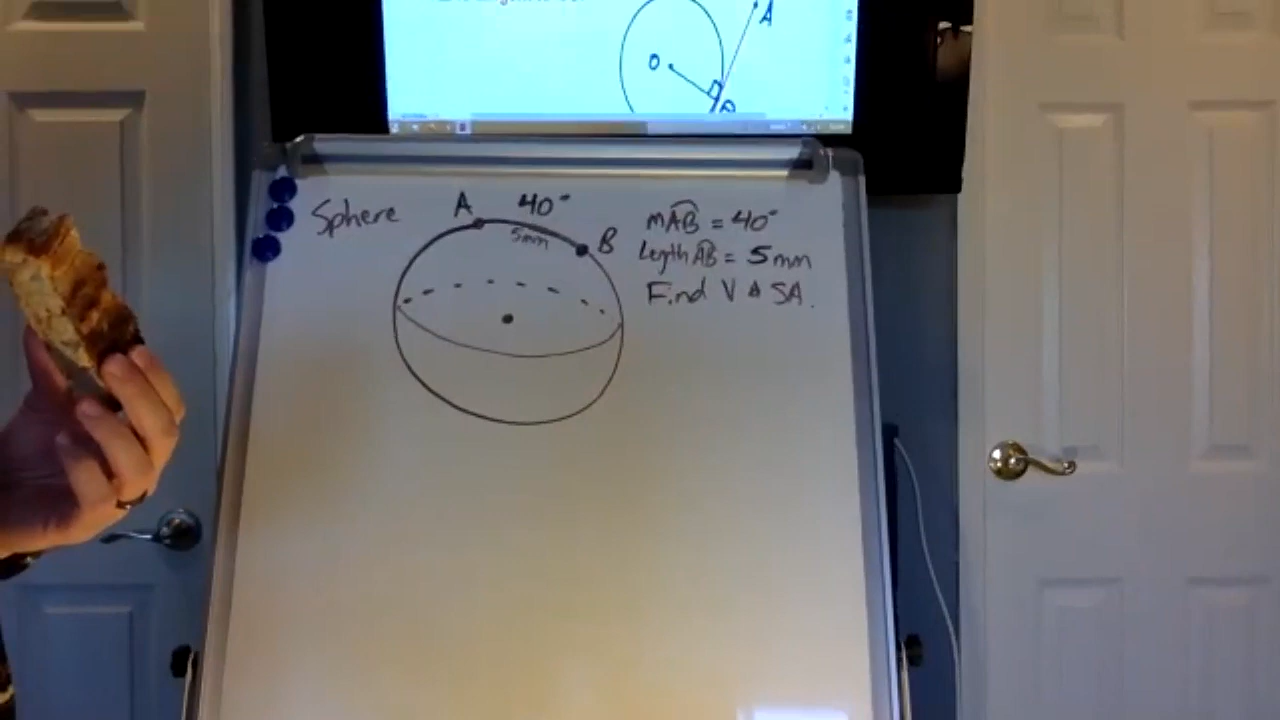 A
O
Sphere
A 40°
5mm
B
mAB = 40°
Length AB = 5mm
Find V & SA.